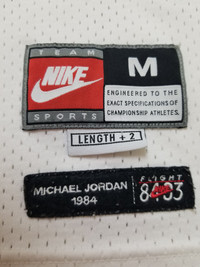 TEAM
NIKE
SPORTS
M
ENGINEERED TO THE
EXACT SPECIFICATIONS OF
CHAMPIONSHIP ATHLETES.
LENGTH + 2
MICHAEL JORDAN
1984
FLIGHT
8403